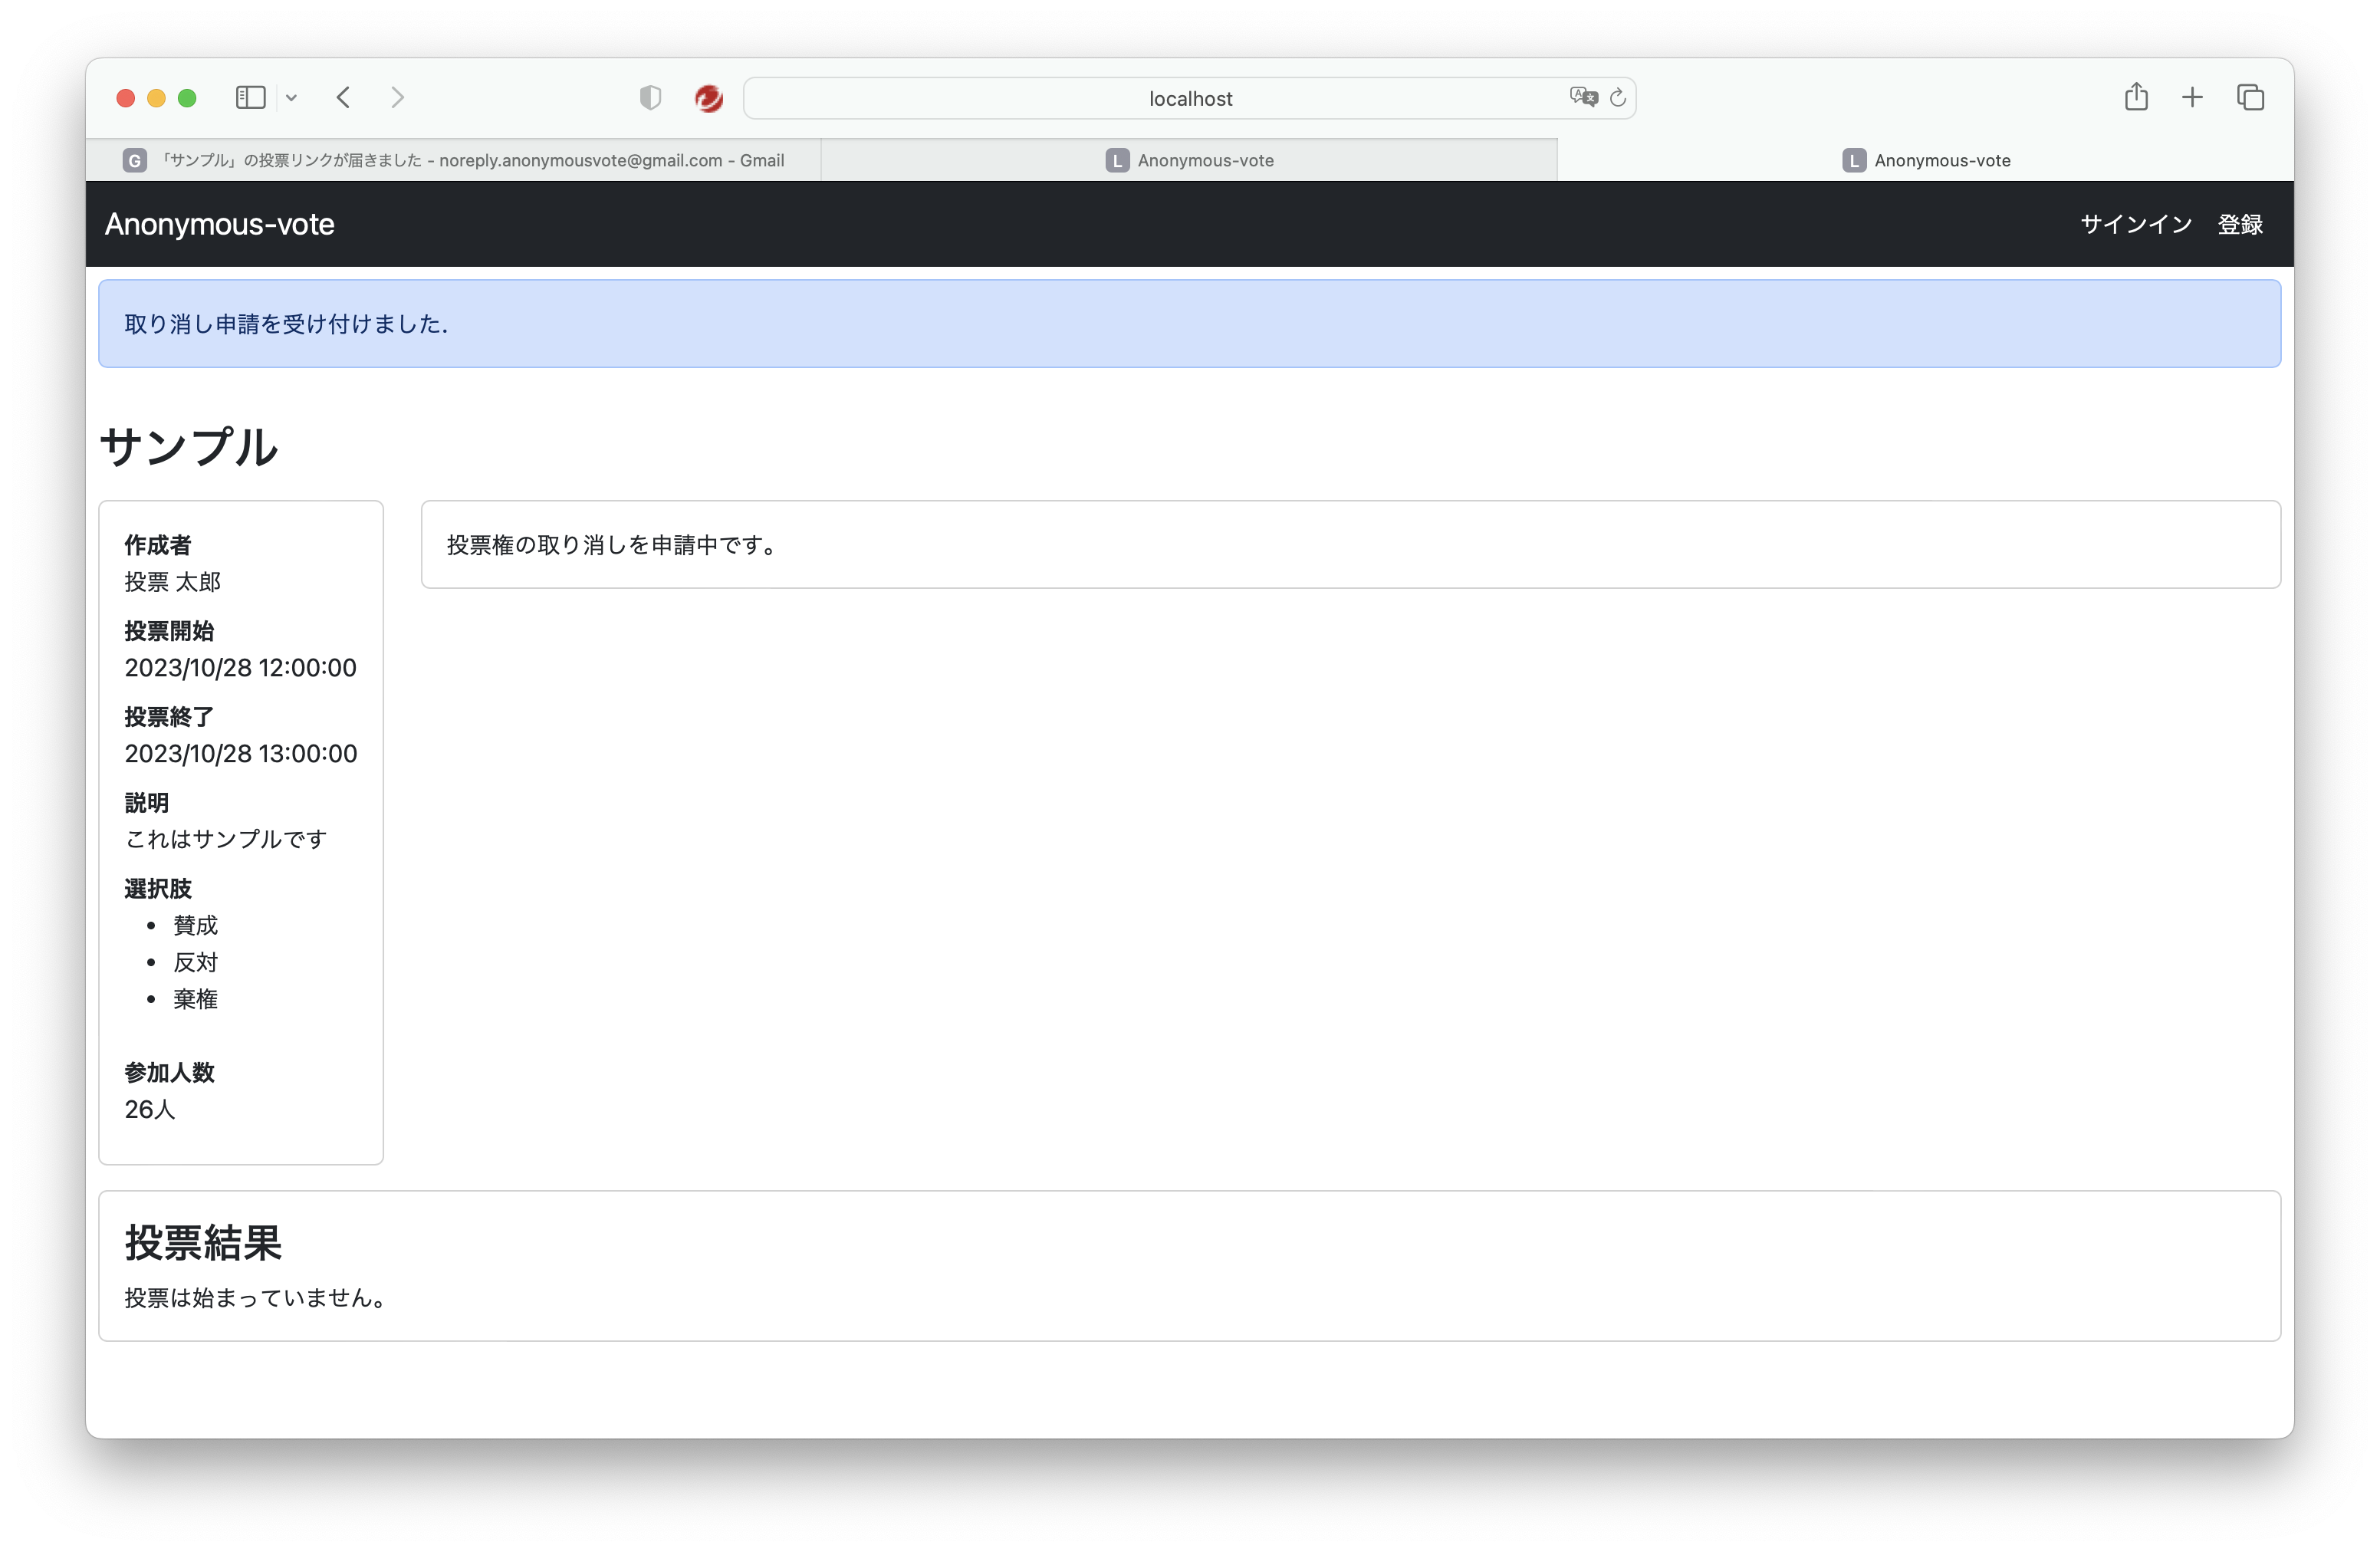 localhost
「サンプル」の投票リンクが届きました - noreply.anonymousvote@gmail.com - Gmail
Anonymous-vote
Anonymous-vote
Anonymous-vote
サインイン 登録
取り消し申請を受け付けました.
サンプル
作成者
投票 太郎
投票開始
2023/10/28 12:00:00
投票終了
2023/10/28 13:00:00
説明
これはサンプルです
選択肢
• 賛成
• 反対
• 棄権
参加人数
26人
投票権の取り消しを申請中です。
投票結果
投票は始まっていません。